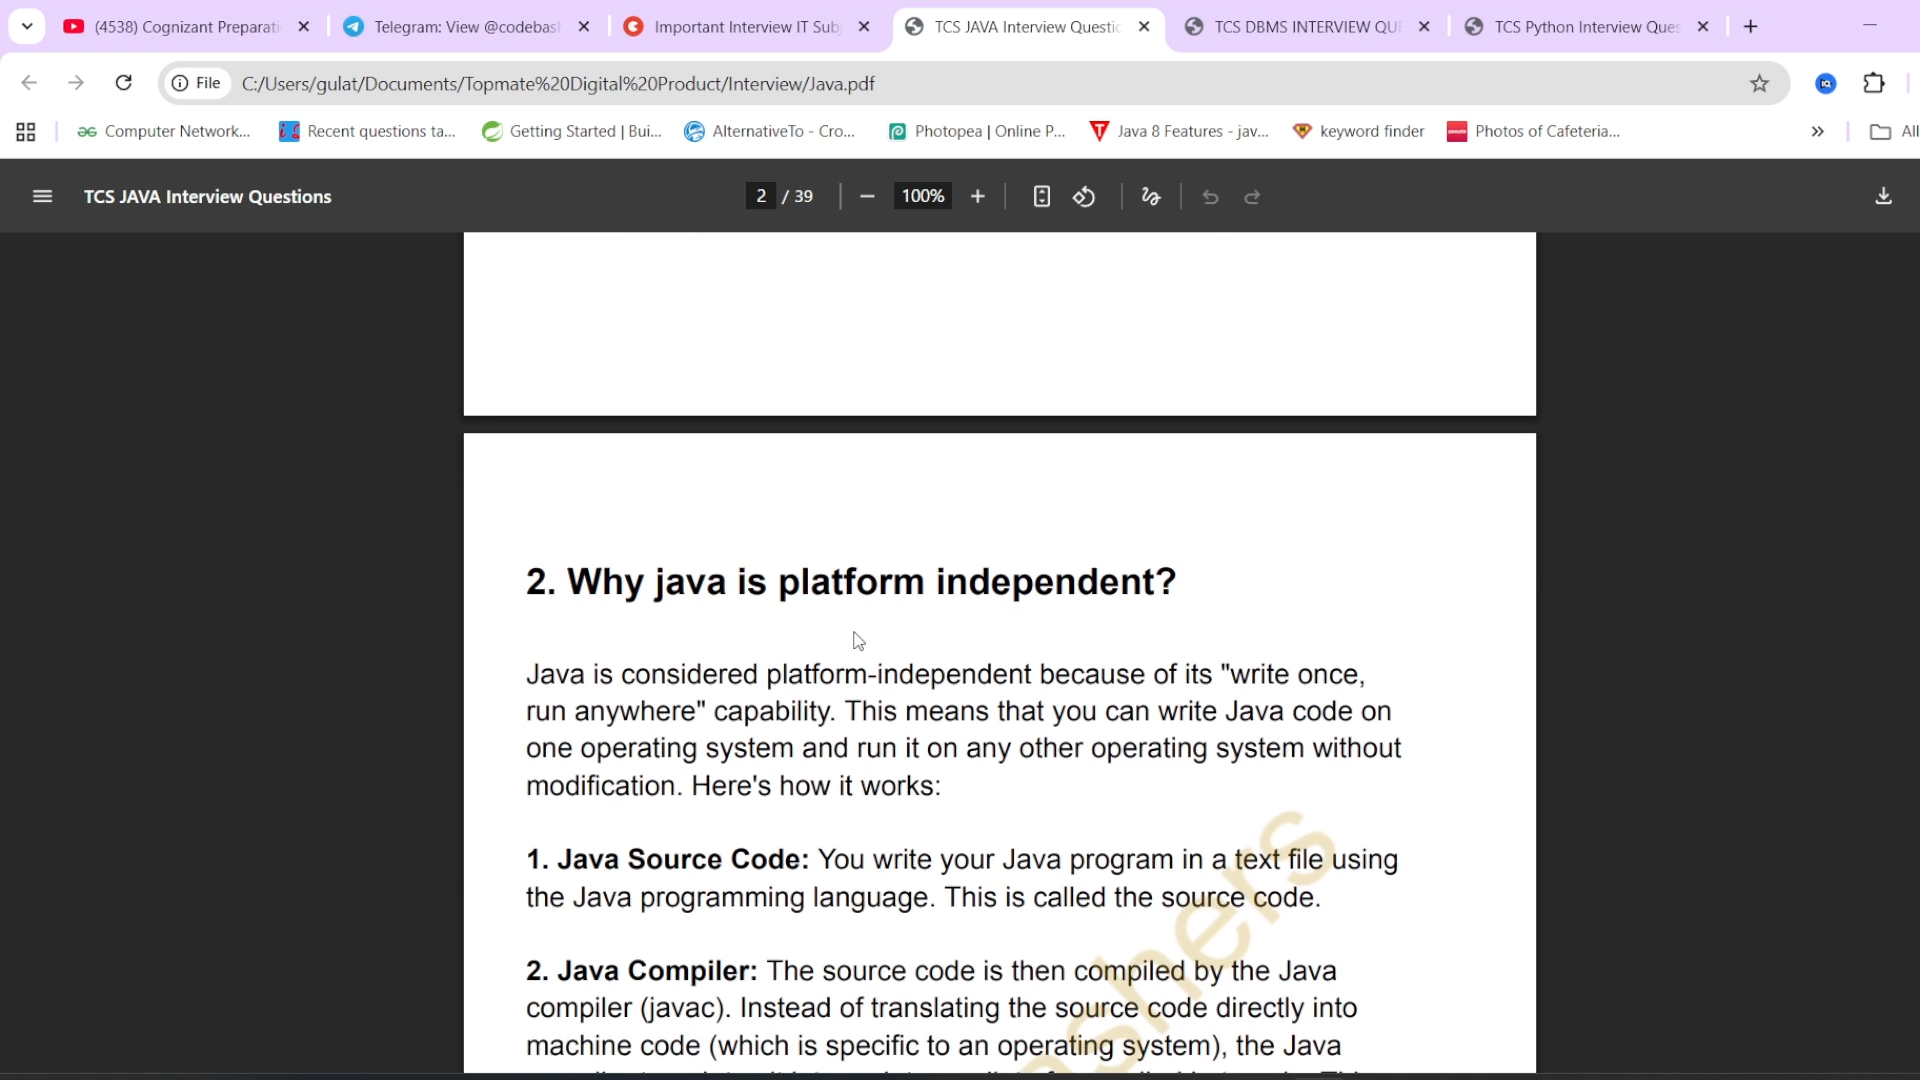 (4538) Cognizant Preparati
Telegram: View @codebash
Important Interview IT Sub
TCS JAVA Interview Questio
TCS DBMS INTERVIEW QUE
TCS Python Interview Ques
File
C:/Users/gulat/Documents/Topmate%20Digital%20Product/Interview/Java.pdf
Computer Network...
Recent questions ta...
Getting Started | Bui...
AlternativeTo - Cro...
Photopea | Online P...
Java 8 Features - jav...
keyword finder
Photos of Cafeteria...
All
TCS JAVA Interview Questions
2 / 39
100%
2. Why java is platform independent?
Java is considered platform-independent because of its "write once,
run anywhere" capability. This means that you can write Java code on
one operating system and run it on any other operating system without
modification. Here's how it works:
1. Java Source Code: You write your Java program in a text file using
the Java programming language. This is called the source code.
2. Java Compiler: The source code is then compiled by the Java
compiler (javac). Instead of translating the source code directly into
machine code (which is specific to an operating system), the Java
ashers